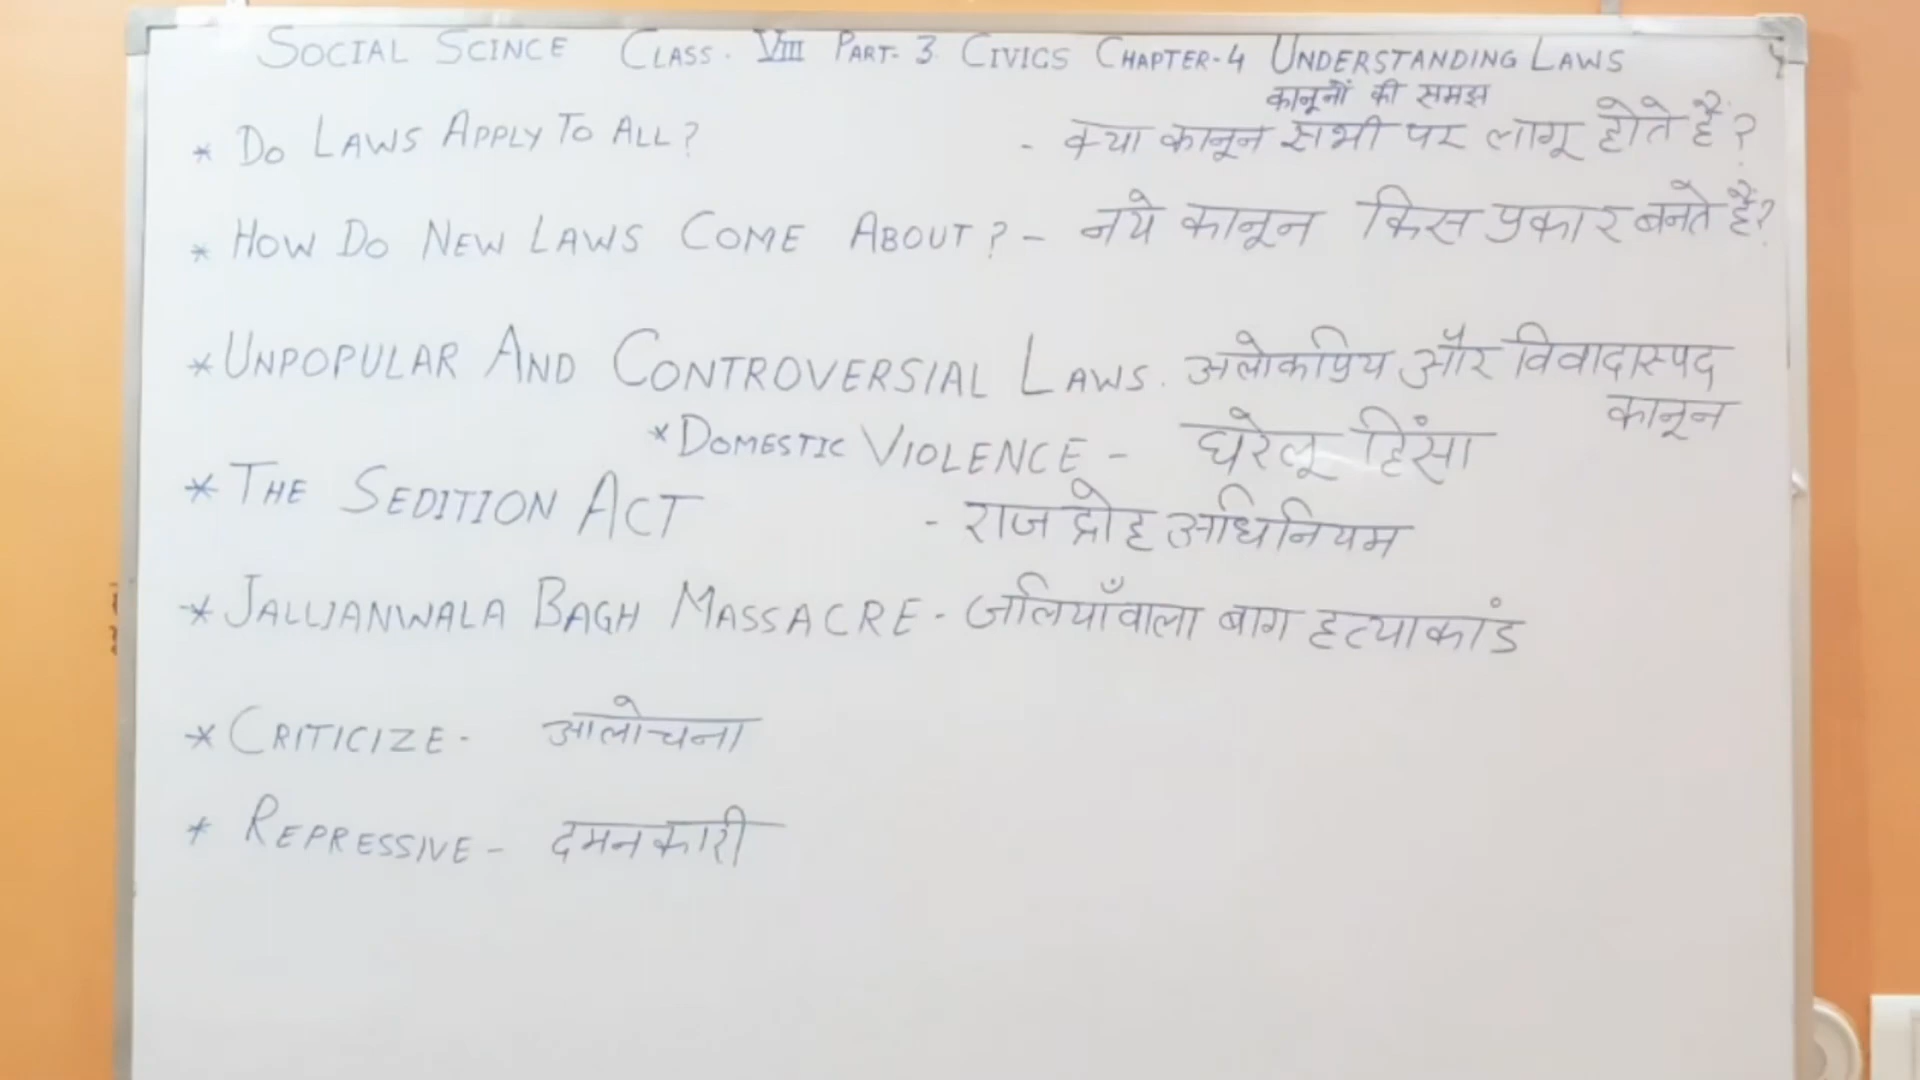 SOCIAL SCINCE CLASS. VIII PART-3 CIVICS CHAPTER-4 UNDERSTANDING LAWS
कानूनों की समझ
* DO LAWS APPLY TO ALL? - क्या कानून सभी पर लागू होते हैं?
* HOW DO NEW LAWS COME ABOUT? - नये कानून किस प्रकार बनते हैं?
* UNPOPULAR AND CONTROVERSIAL LAWS. अलोकप्रिय और विवादास्पद
कानून
* DOMESTIC VIOLENCE - घरेलू हिंसा
* THE SEDITION ACT - राज द्रोह अधिनियम
* JALLIANWALA BAGH MASSACRE - जलियाँवाला बाग हत्याकांड
* CRITICIZE - आलोचना
* REPRESSIVE - दमनकारी